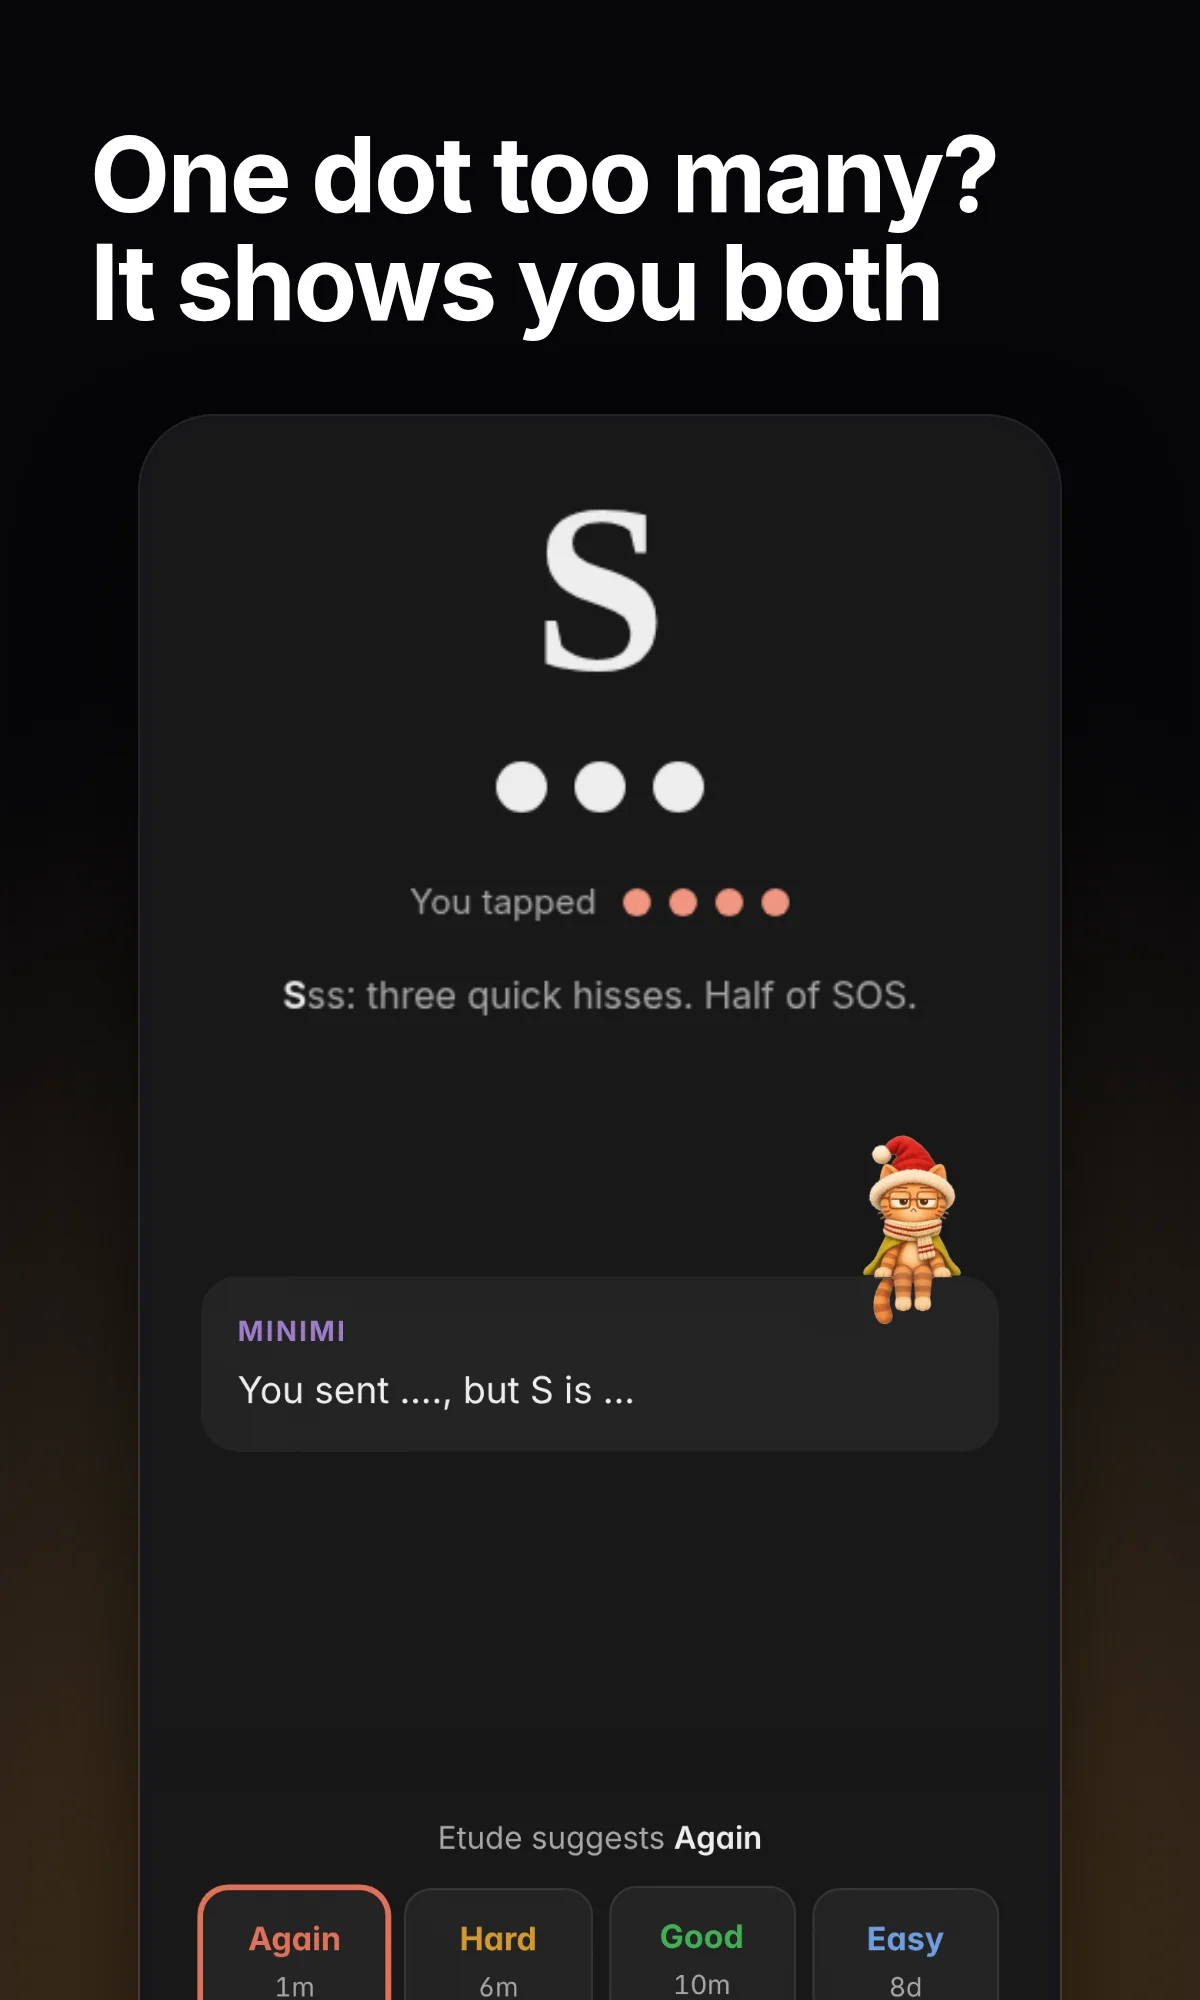 One dot too many?
It shows you both
S
You tapped
Sss: three quick hisses. Half of SOS.
MINIMI
You sent ...., but S is ...
Etude suggests Again
Again Hard Good Easy
1m 6m 10m 8d